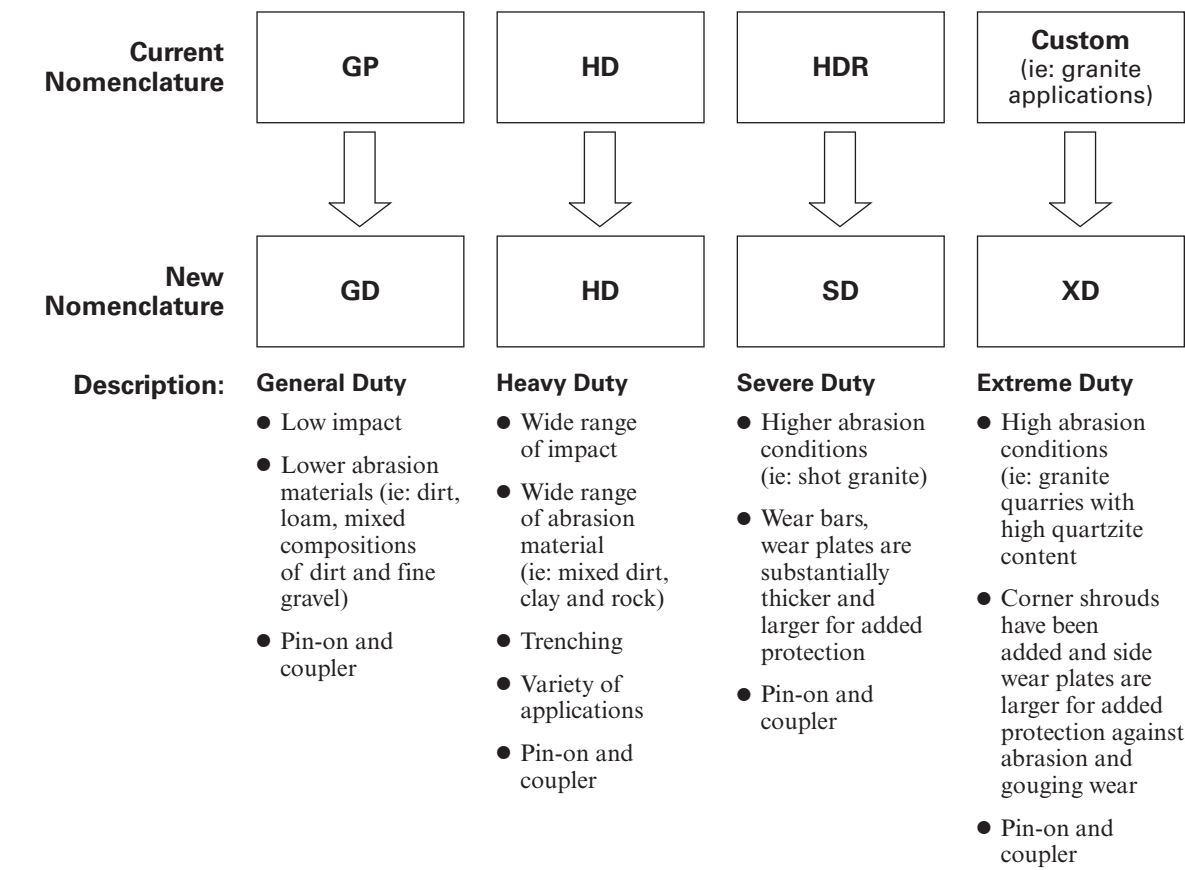 Current
Nomenclature
GP
HD
HDR
Custom
(ie: granite
applications)
New
Nomenclature
GD
HD
SD
XD
Description:
General Duty
● Low impact
● Lower abrasion
materials (ie: dirt,
loam, mixed
compositions
of dirt and fine
gravel)
● Pin-on and
coupler
Heavy Duty
● Wide range
of impact
● Wide range
of abrasion
material
(ie: mixed dirt,
clay and rock)
● Trenching
● Variety of
applications
● Pin-on and
coupler
Severe Duty
● Higher abrasion
conditions
(ie: shot granite)
● Wear bars,
wear plates are
substantially
thicker and
larger for added
protection
● Pin-on and
coupler
Extreme Duty
● High abrasion
conditions
(ie: granite
quarries with
high quartzite
content
● Corner shrouds
have been
added and side
wear plates are
larger for added
protection against
abrasion and
gouging wear
● Pin-on and
coupler